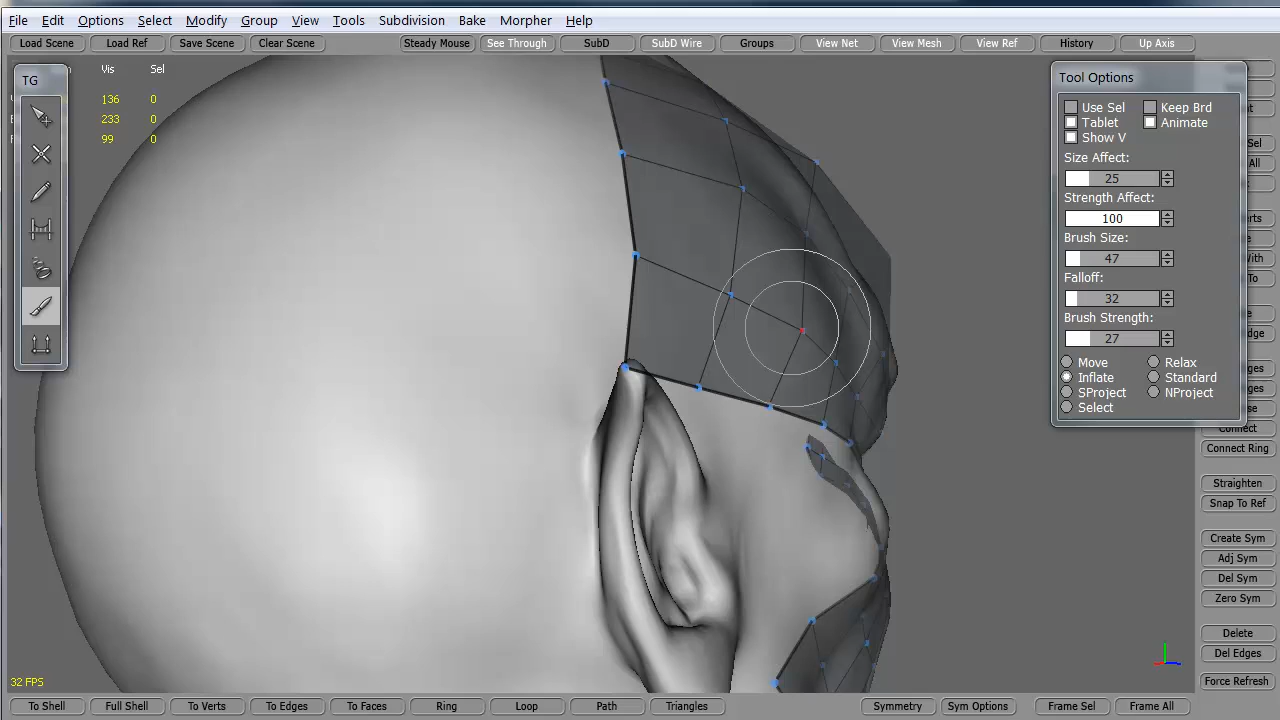 File Edit Options Select Modify Group View Tools Subdivision Bake Morpher Help
Load Scene Load Ref Save Scene Clear Scene Steady Mouse See Through SubD SubD Wire Groups View Net View Mesh View Ref History Up Axis
TG
Vis Sel
136 0
233 0
99 0
Tool Options
Use Sel Keep Brd
Tablet Animate
Show V
Size Affect:
25
Strength Affect:
100
Brush Size:
47
Falloff:
32
Brush Strength:
27
Move Relax
Inflate Standard
SProject NProject
Select
Connect
Connect Ring
Straighten
Snap To Ref
Create Sym
Adj Sym
Del Sym
Zero Sym
Delete
Del Edges
Force Refresh
32 FPS
To Shell Full Shell To Verts To Edges To Faces Ring Loop Path Triangles Symmetry Sym Options Frame Sel Frame All